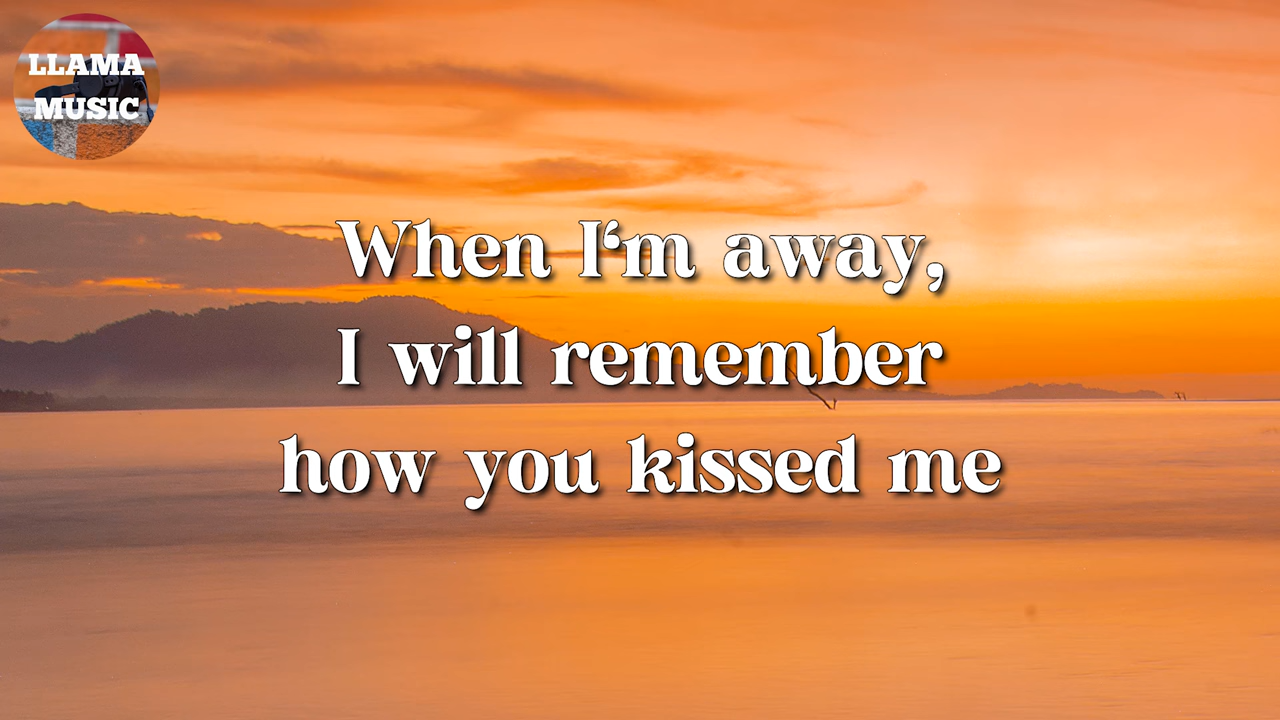 LLAMA
MUSIC
When I‘m away,
I will remember
how you kissed me